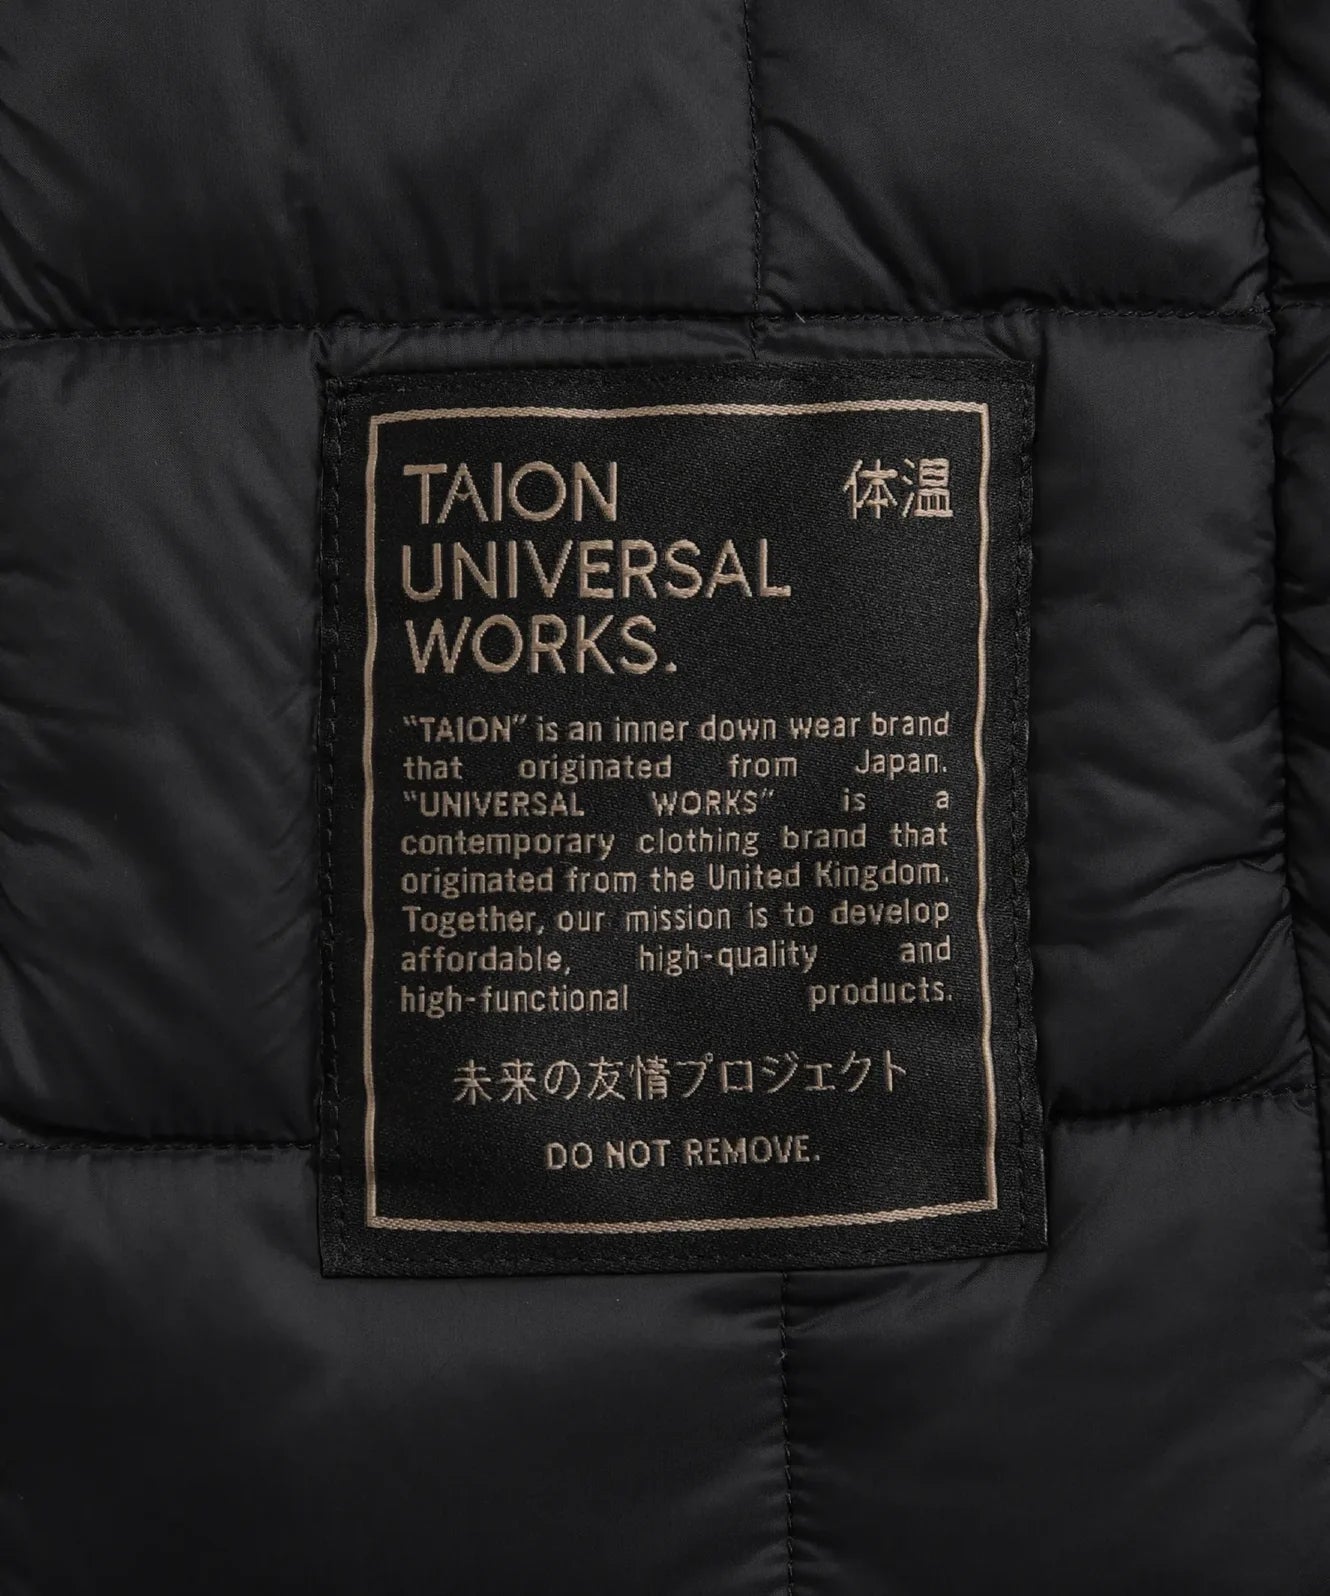 TAION 体温
UNIVERSAL
WORKS.
“TAION” is an inner down wear brand
that originated from Japan.
“UNIVERSAL WORKS” is a
contemporary clothing brand that
originated from the United Kingdom.
Together, our mission is to develop
affordable, high-quality and
high-functional products.
未来の友情プロジェクト
DO NOT REMOVE.